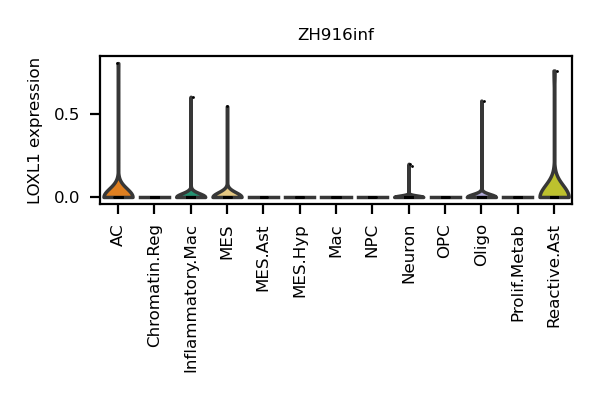 ZH916inf
LOXL1 expression
0.5
0.0
AC
Chromatin.Reg
Inflammatory.Mac
MES
MES.Ast
MES.Hyp
Mac
NPC
Neuron
OPC
Oligo
Prolif.Metab
Reactive.Ast